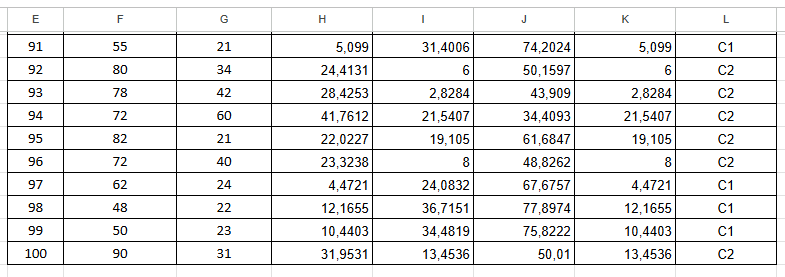 E F G H I J K L
91 55 21 5,099 31,4006 74,2024 5,099 C1
92 80 34 24,4131 6 50,1597 6 C2
93 78 42 28,4253 2,8284 43,909 2,8284 C2
94 72 60 41,7612 21,5407 34,4093 21,5407 C2
95 82 21 22,0227 19,105 61,6847 19,105 C2
96 72 40 23,3238 8 48,8262 8 C2
97 62 24 4,4721 24,0832 67,6757 4,4721 C1
98 48 22 12,1655 36,7151 77,8974 12,1655 C1
99 50 23 10,4403 34,4819 75,8222 10,4403 C1
100 90 31 31,9531 13,4536 50,01 13,4536 C2